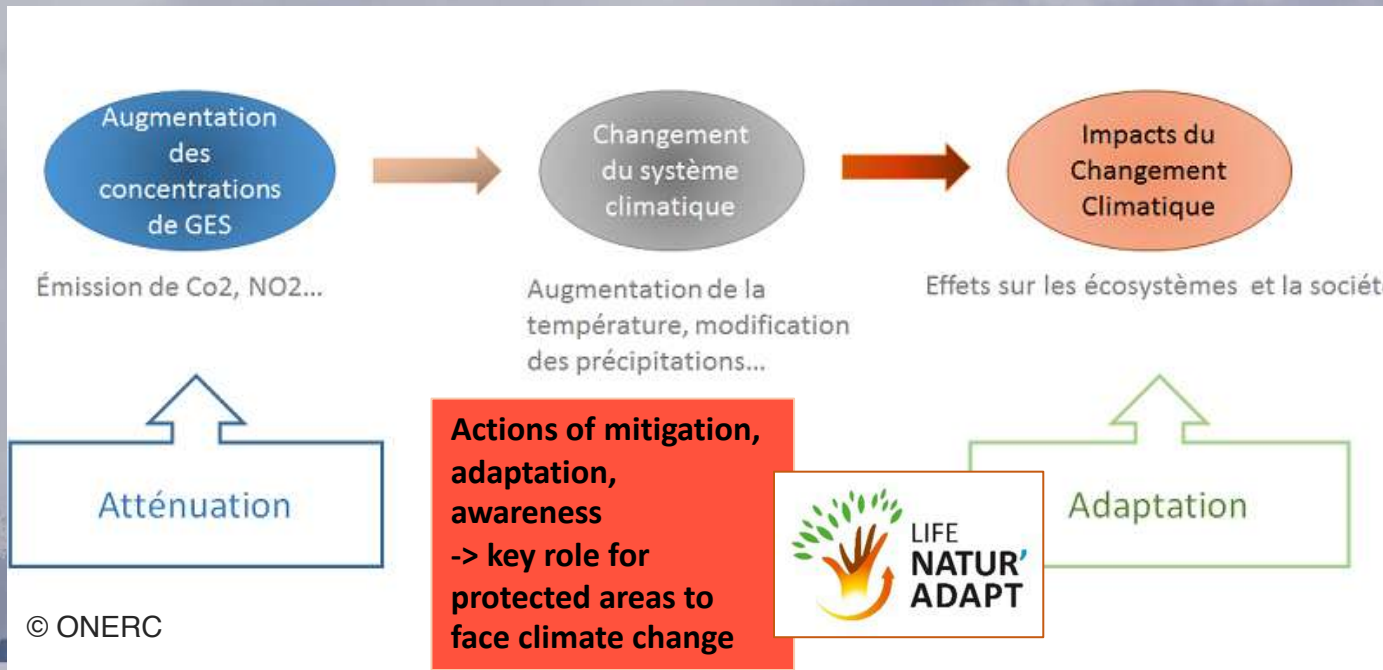 Augmentation
des
concentrations
de GES
Changement
du système
climatique
Impacts du
Changement
Climatique
Émission de Co2, NO2...
Augmentation de la
température, modification
des précipitations...
Effets sur les écosystèmes et la sociét
Atténuation
Actions of mitigation,
adaptation,
awareness
-> key role for
protected areas to
face climate change
LIFE
NATUR'
ADAPT
Adaptation
© ONERC